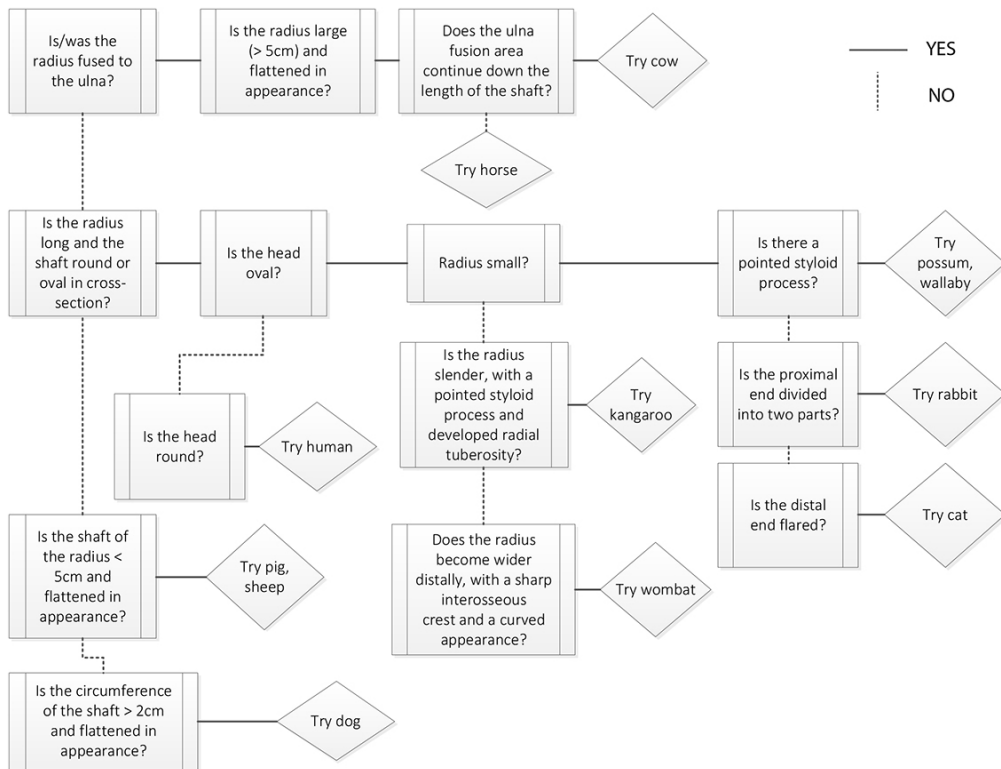 Is/was the
radius fused to
the ulna?
Is the radius large
(> 5cm) and
flattened in
appearance?
Does the ulna
fusion area
continue down the
length of the shaft?
Try cow
YES
NO
Try horse
Is the radius
long and the
shaft round or
oval in cross-
section?
Is the head
oval?
Radius small?
Is there a
pointed styloid
process?
Try
possum,
wallaby
Is the radius
slender, with a
pointed styloid
process and
developed radial
tuberosity?
Try
kangaroo
Is the proximal
end divided
into two parts?
Try rabbit
Is the head
round?
Try human
Is the distal
end flared?
Try cat
Is the shaft of
the radius <
5cm and
flattened in
appearance?
Try pig,
sheep
Does the radius
become wider
distally, with a sharp
interosseous
crest and a curved
appearance?
Try wombat
Is the circumference
of the shaft > 2cm
and flattened in
appearance?
Try dog